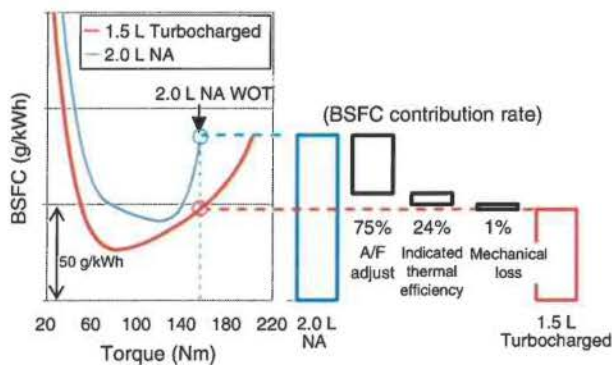 1.5 L Turbocharged
2.0 L NA
2.0 L NA WOT
(BSFC contribution rate)
BSFC (g/kWh)
50 g/kWh
75%
24%
1%
A/F
adjust
Indicated
thermal
efficiency
Mechanical
loss
20 60 100 140 180 220
Torque (Nm)
2.0 L
NA
1.5 L
Turbocharged